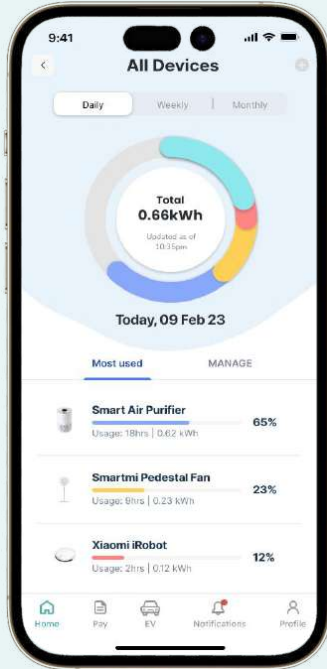 9:41
All Devices
Daily Weekly Monthly
Total
0.66kWh
Updated as of
10:35pm
Today, 09 Feb 23
Most used MANAGE
Smart Air Purifier
65%
Usage: 18hrs | 0.62 kWh
Smartmi Pedestal Fan
23%
Usage: 9hrs | 0.23 kWh
Xiaomi iRobot
12%
Usage: 2hrs | 0.12 kWh
Home Pay EV Notifications Profile